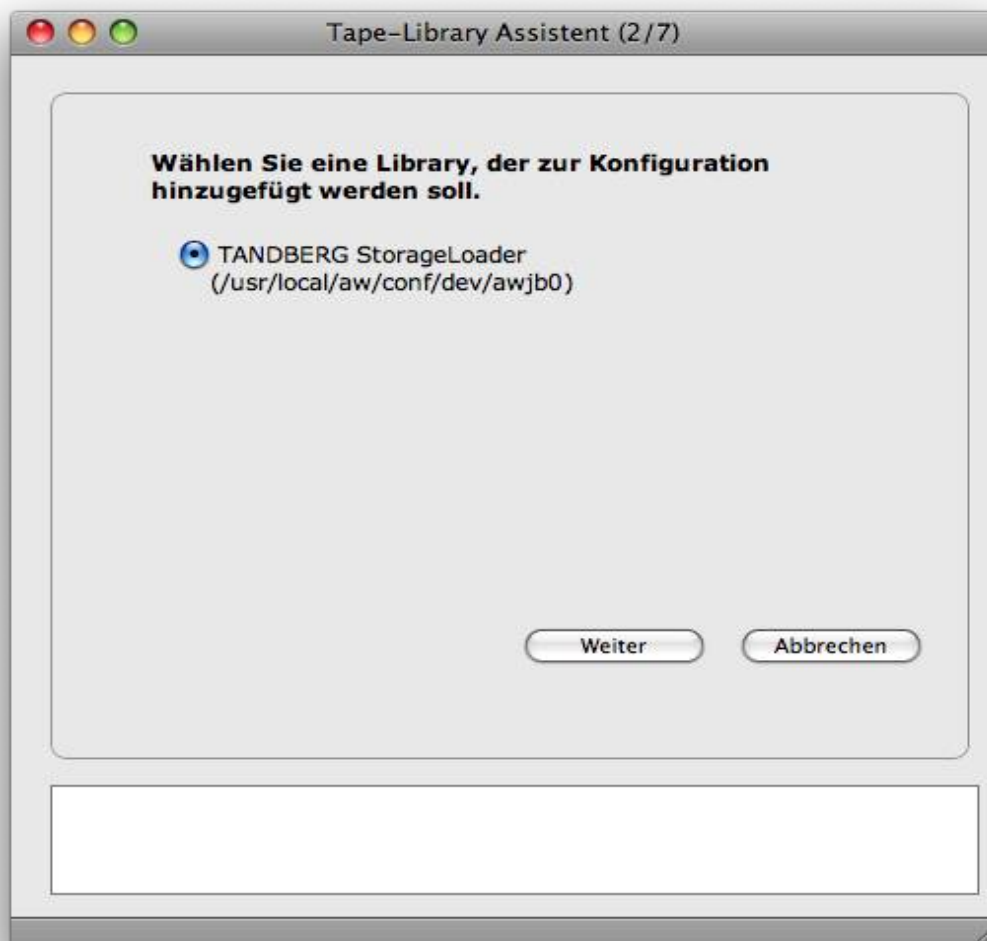 Tape-Library Assistent (2/7)
Wählen Sie eine Library, der zur Konfiguration
hinzugefügt werden soll.
TANDBERG StorageLoader
(/usr/local/aw/conf/dev/awjb0)
Weiter
Abbrechen